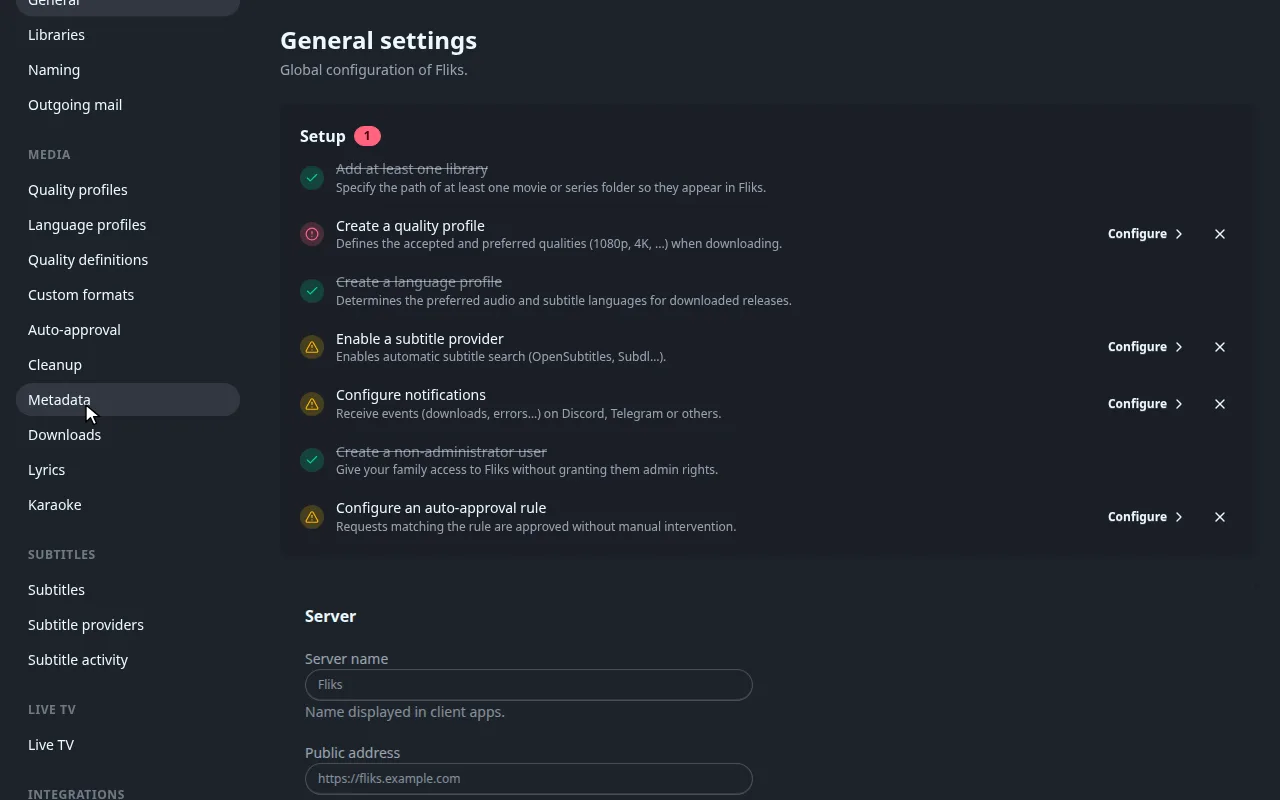 General
Libraries
Naming
Outgoing mail
MEDIA
Quality profiles
Language profiles
Quality definitions
Custom formats
Auto-approval
Cleanup
Metadata
Downloads
Lyrics
Karaoke
SUBTITLES
Subtitles
Subtitle providers
Subtitle activity
LIVE TV
Live TV
INTEGRATIONS
General settings
Global configuration of Fliks.
Setup 1
Add at least one library
Specify the path of at least one movie or series folder so they appear in Fliks.
Create a quality profile
Defines the accepted and preferred qualities (1080p, 4K, ...) when downloading.
Configure
Create a language profile
Determines the preferred audio and subtitle languages for downloaded releases.
Enable a subtitle provider
Enables automatic subtitle search (OpenSubtitles, Subdl...).
Configure
Configure notifications
Receive events (downloads, errors...) on Discord, Telegram or others.
Configure
Create a non-administrator user
Give your family access to Fliks without granting them admin rights.
Configure an auto-approval rule
Requests matching the rule are approved without manual intervention.
Configure
Server
Server name
Fliks
Name displayed in client apps.
Public address
https://fliks.example.com